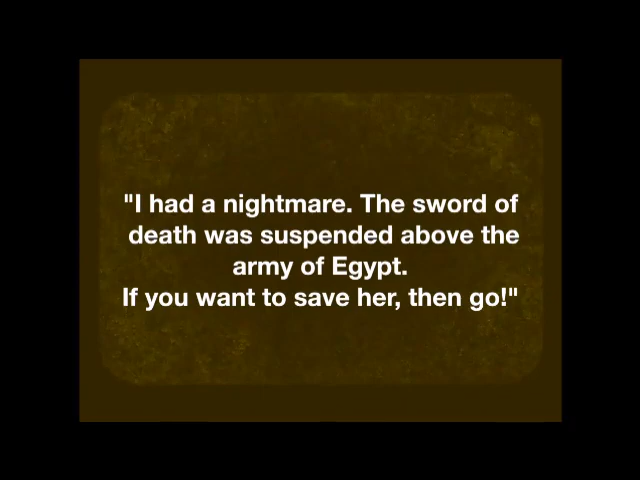 "I had a nightmare. The sword of
death was suspended above the
army of Egypt.
If you want to save her, then go!"